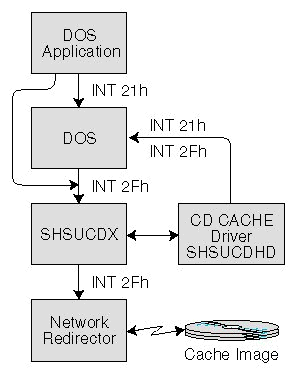 DOS
Application
INT 21h
DOS
INT 21h
INT 2Fh
INT 2Fh
SHSUCDX
CD CACHE
Driver
SHSUCDHD
INT 2Fh
Network
Redirector
Cache Image